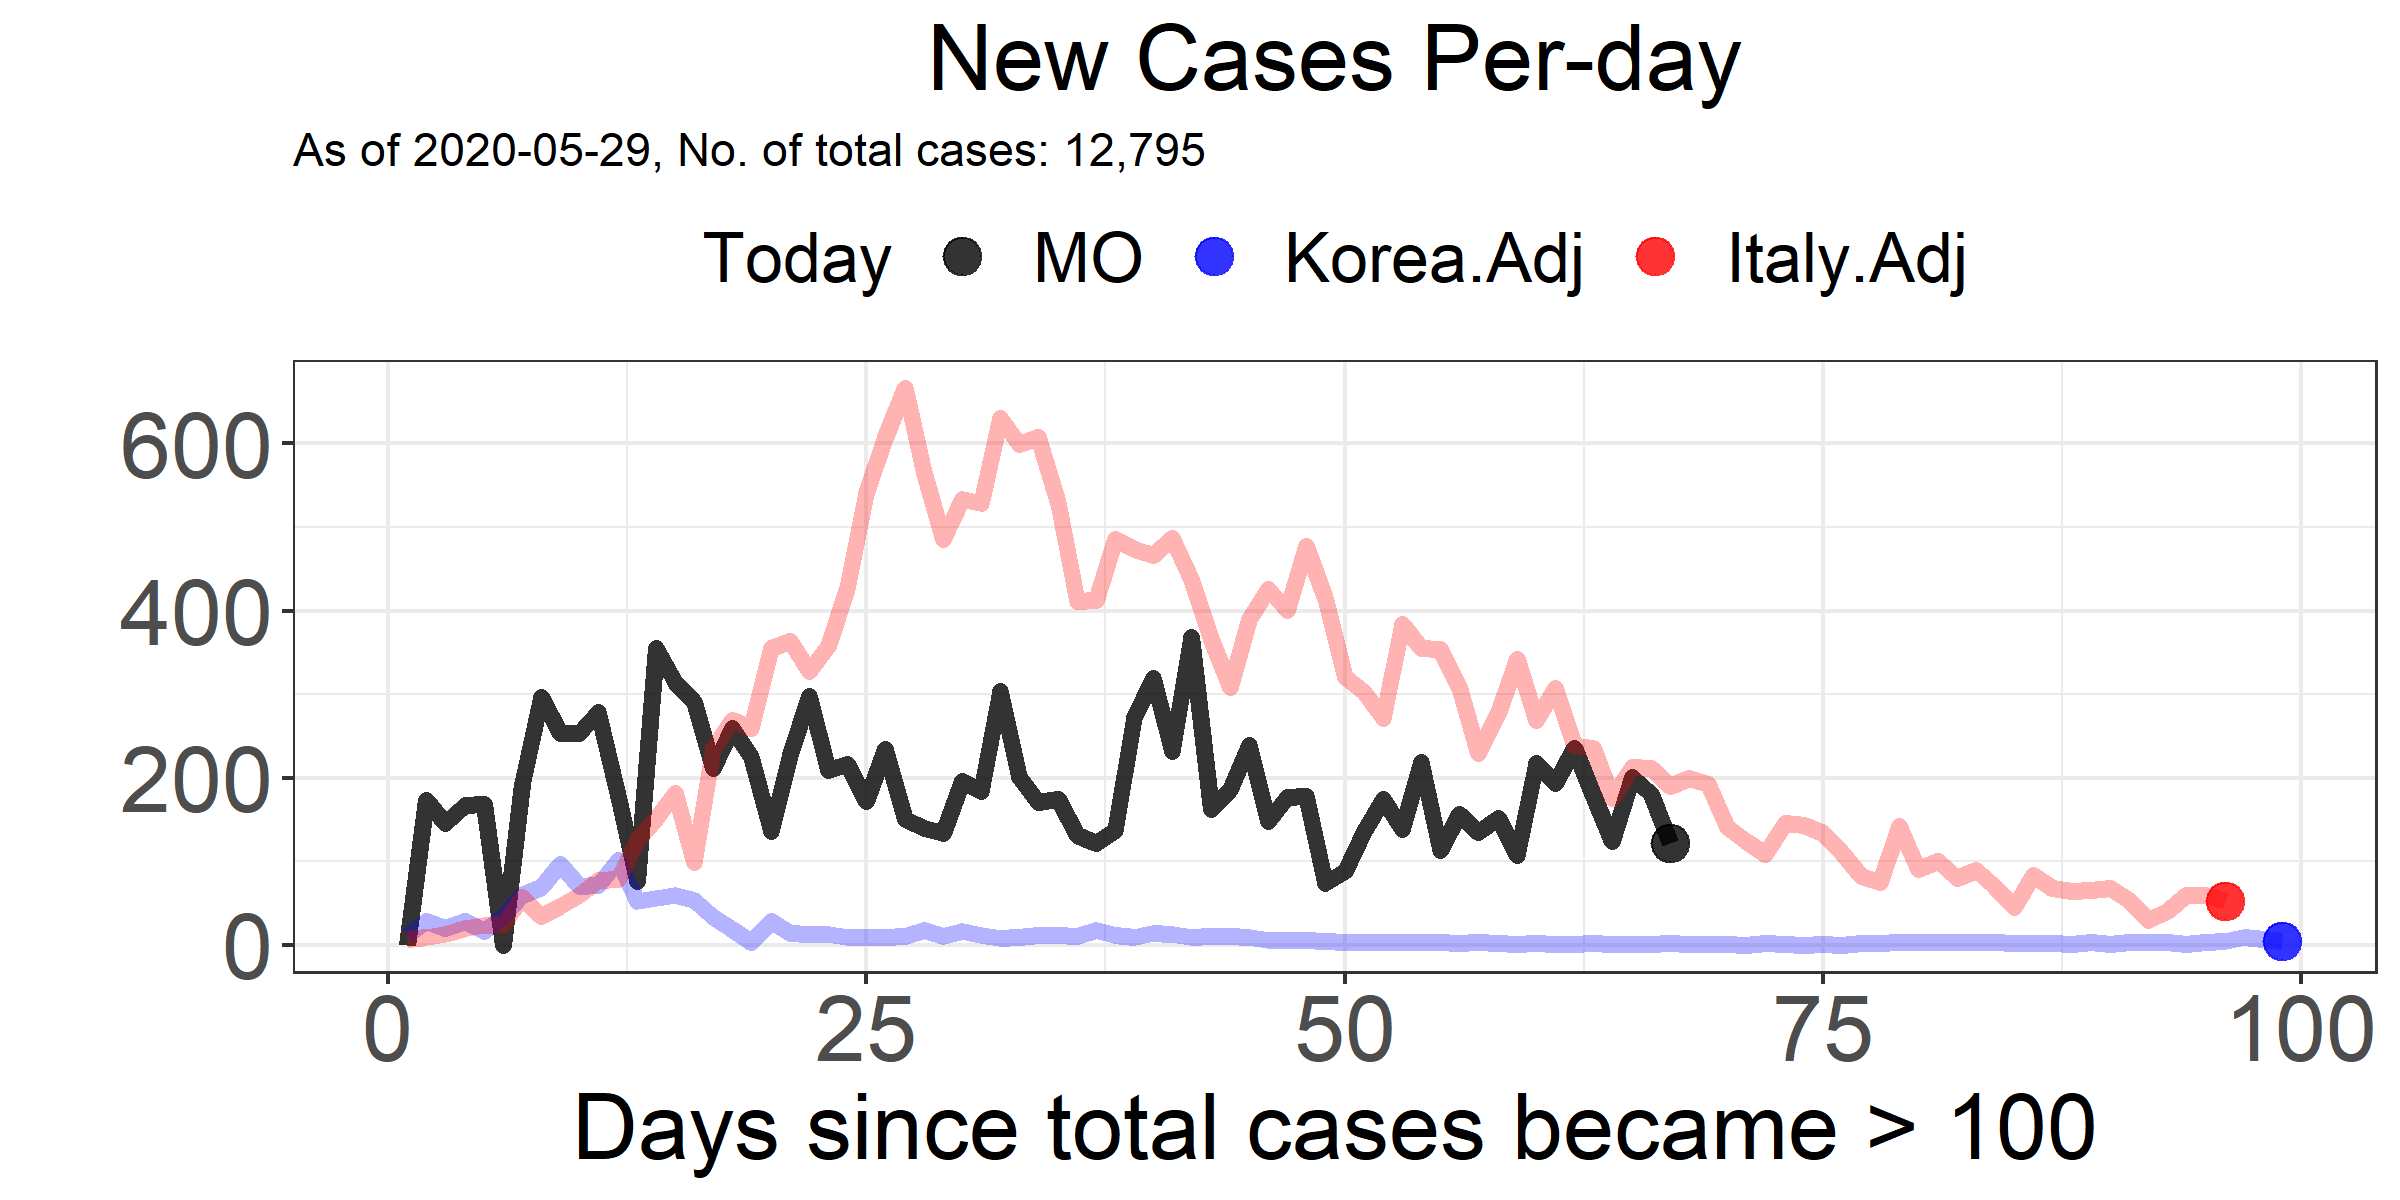 New Cases Per-day
As of 2020-05-29, No. of total cases: 12,795
Today MO Korea.Adj Italy.Adj
600
400
200
0
0 25 50 75 100
Days since total cases became > 100